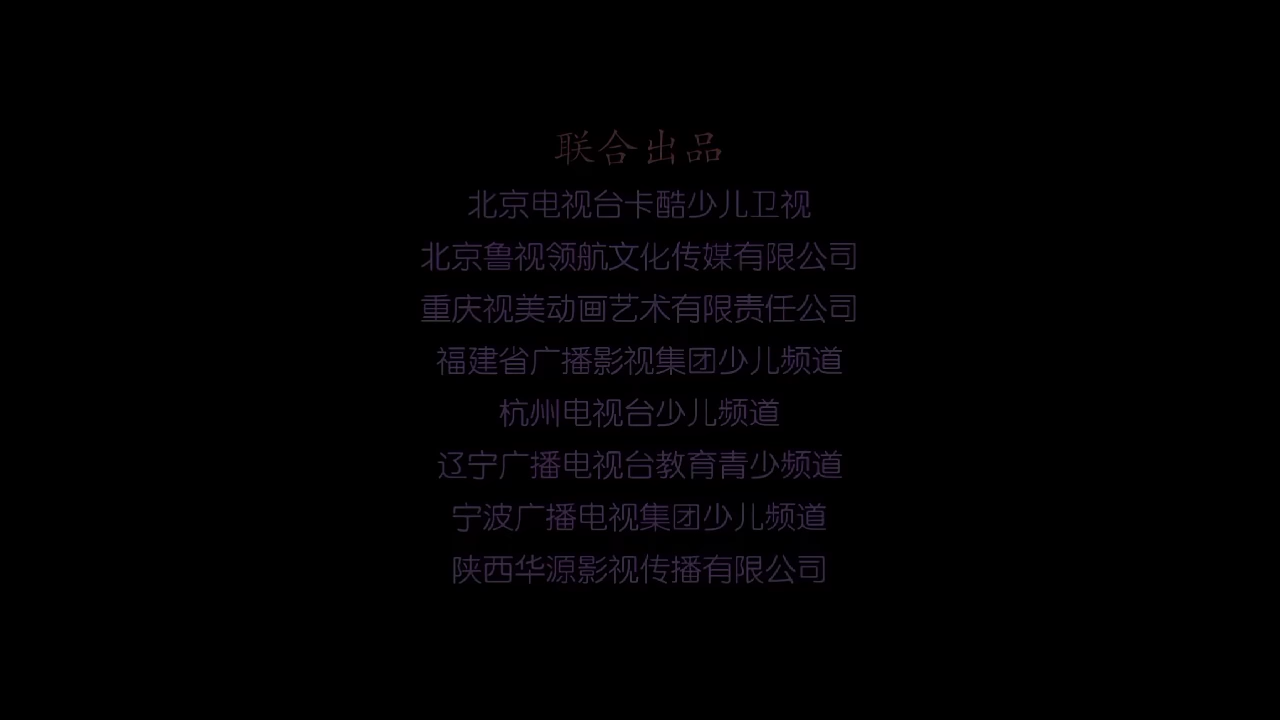 联合出品
北京电视台卡酷少儿卫视
北京鲁视领航文化传媒有限公司
重庆视美动画艺术有限责任公司
福建省广播影视集团少儿频道
杭州电视台少儿频道
辽宁广播电视台教育青少频道
宁波广播电视集团少儿频道
陕西华源影视传播有限公司